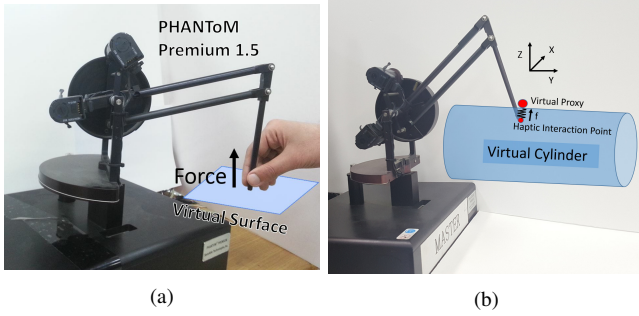 PHANToM
Premium 1.5
Force
Virtual Surface
(a)
Z
X
Y
Virtual Proxy
f
Haptic Interaction Point
Virtual Cylinder
MASTER
(b)